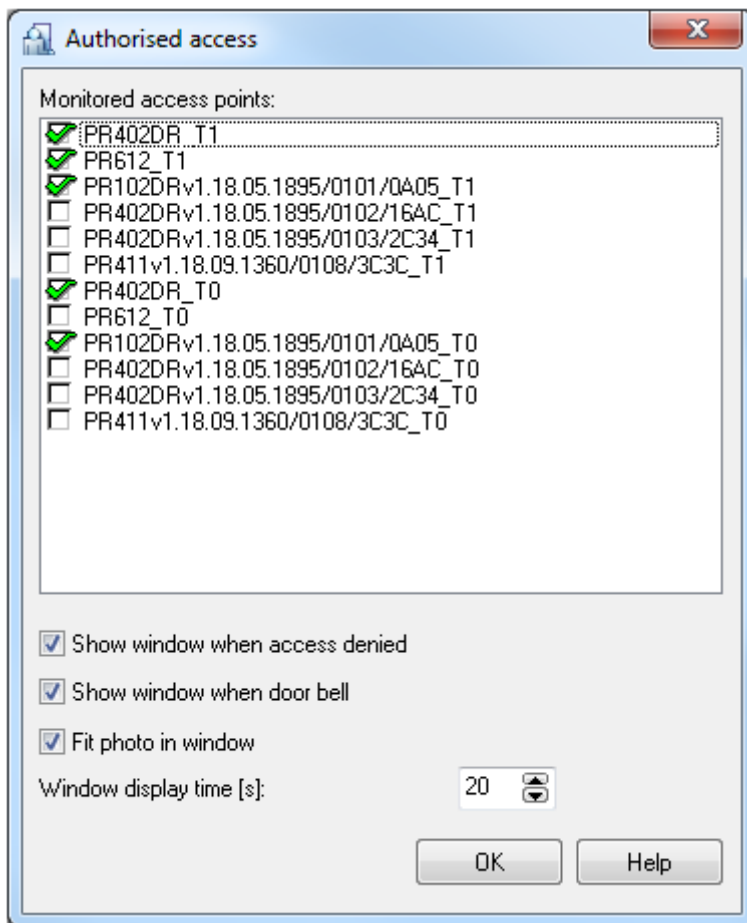 Authorised access
Monitored access points:
PR402DR_T1
PR612_T1
PR102DRv1.18.05.1895/0101/0A05_T1
PR402DRv1.18.05.1895/0102/16AC_T1
PR402DRv1.18.05.1895/0103/2C34_T1
PR411v1.18.09.1360/0108/3C3C_T1
PR402DR_T0
PR612_T0
PR102DRv1.18.05.1895/0101/0A05_T0
PR402DRv1.18.05.1895/0102/16AC_T0
PR402DRv1.18.05.1895/0103/2C34_T0
PR411v1.18.09.1360/0108/3C3C_T0
Show window when access denied
Show window when door bell
Fit photo in window
Window display time [s]: 20
OK Help